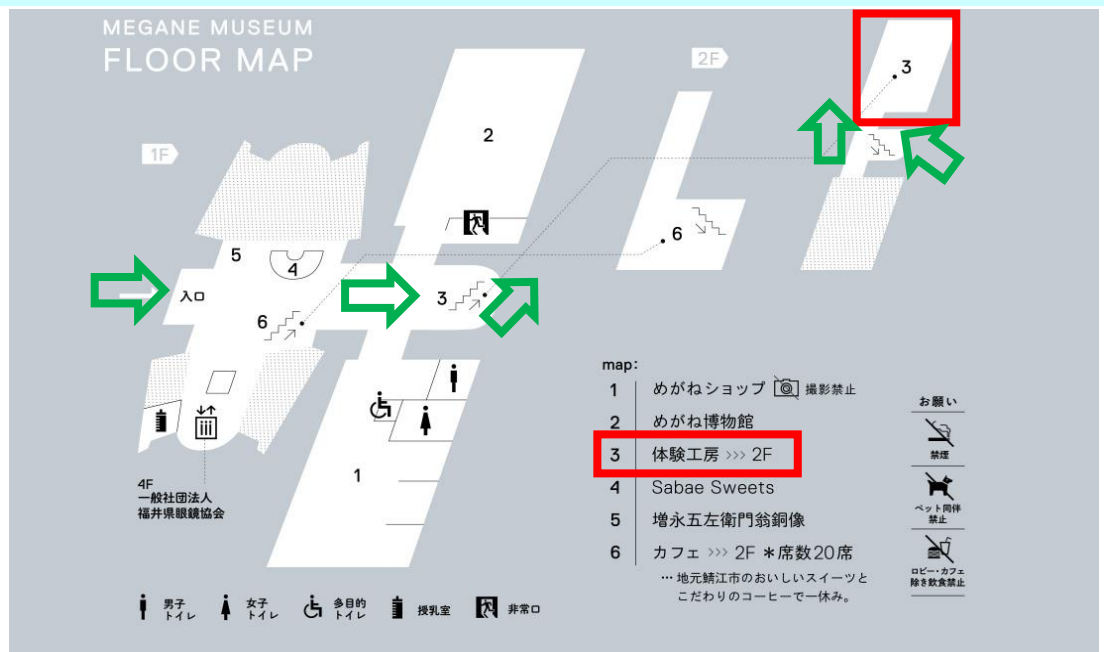 MEGANE MUSEUM
FLOOR MAP
1F
2F
3
2
6
5
4
入口
3
6
1
4F
一般社団法人
福井県眼鏡協会
map:
1 めがねショップ 撮影禁止
2 めがね博物館
3 体験工房 >>> 2F
4 Sabae Sweets
5 増永五左衛門翁銅像
6 カフェ >>> 2F *席数20席
… 地元鯖江市のおいしいスイーツと
こだわりのコーヒーで一休み。
お願い
禁煙
ペット同伴
禁止
ロビー・カフェ
除き飲食禁止
男子
トイレ
女子
トイレ
多目的
トイレ
授乳室
非常口